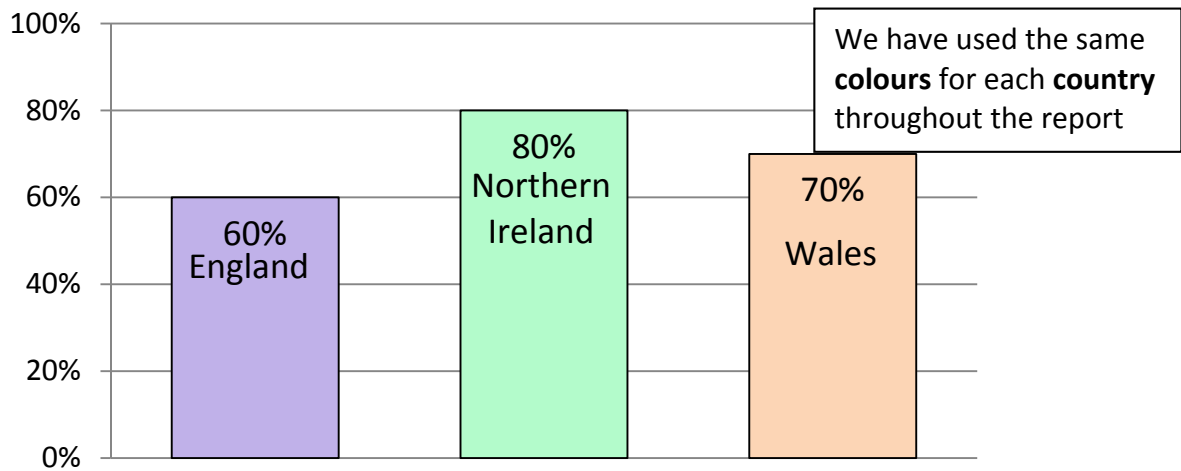 100%
80%
60%
40%
20%
0%
60%
England
80%
Northern
Ireland
70%
Wales
We have used the same
colours for each country
throughout the report